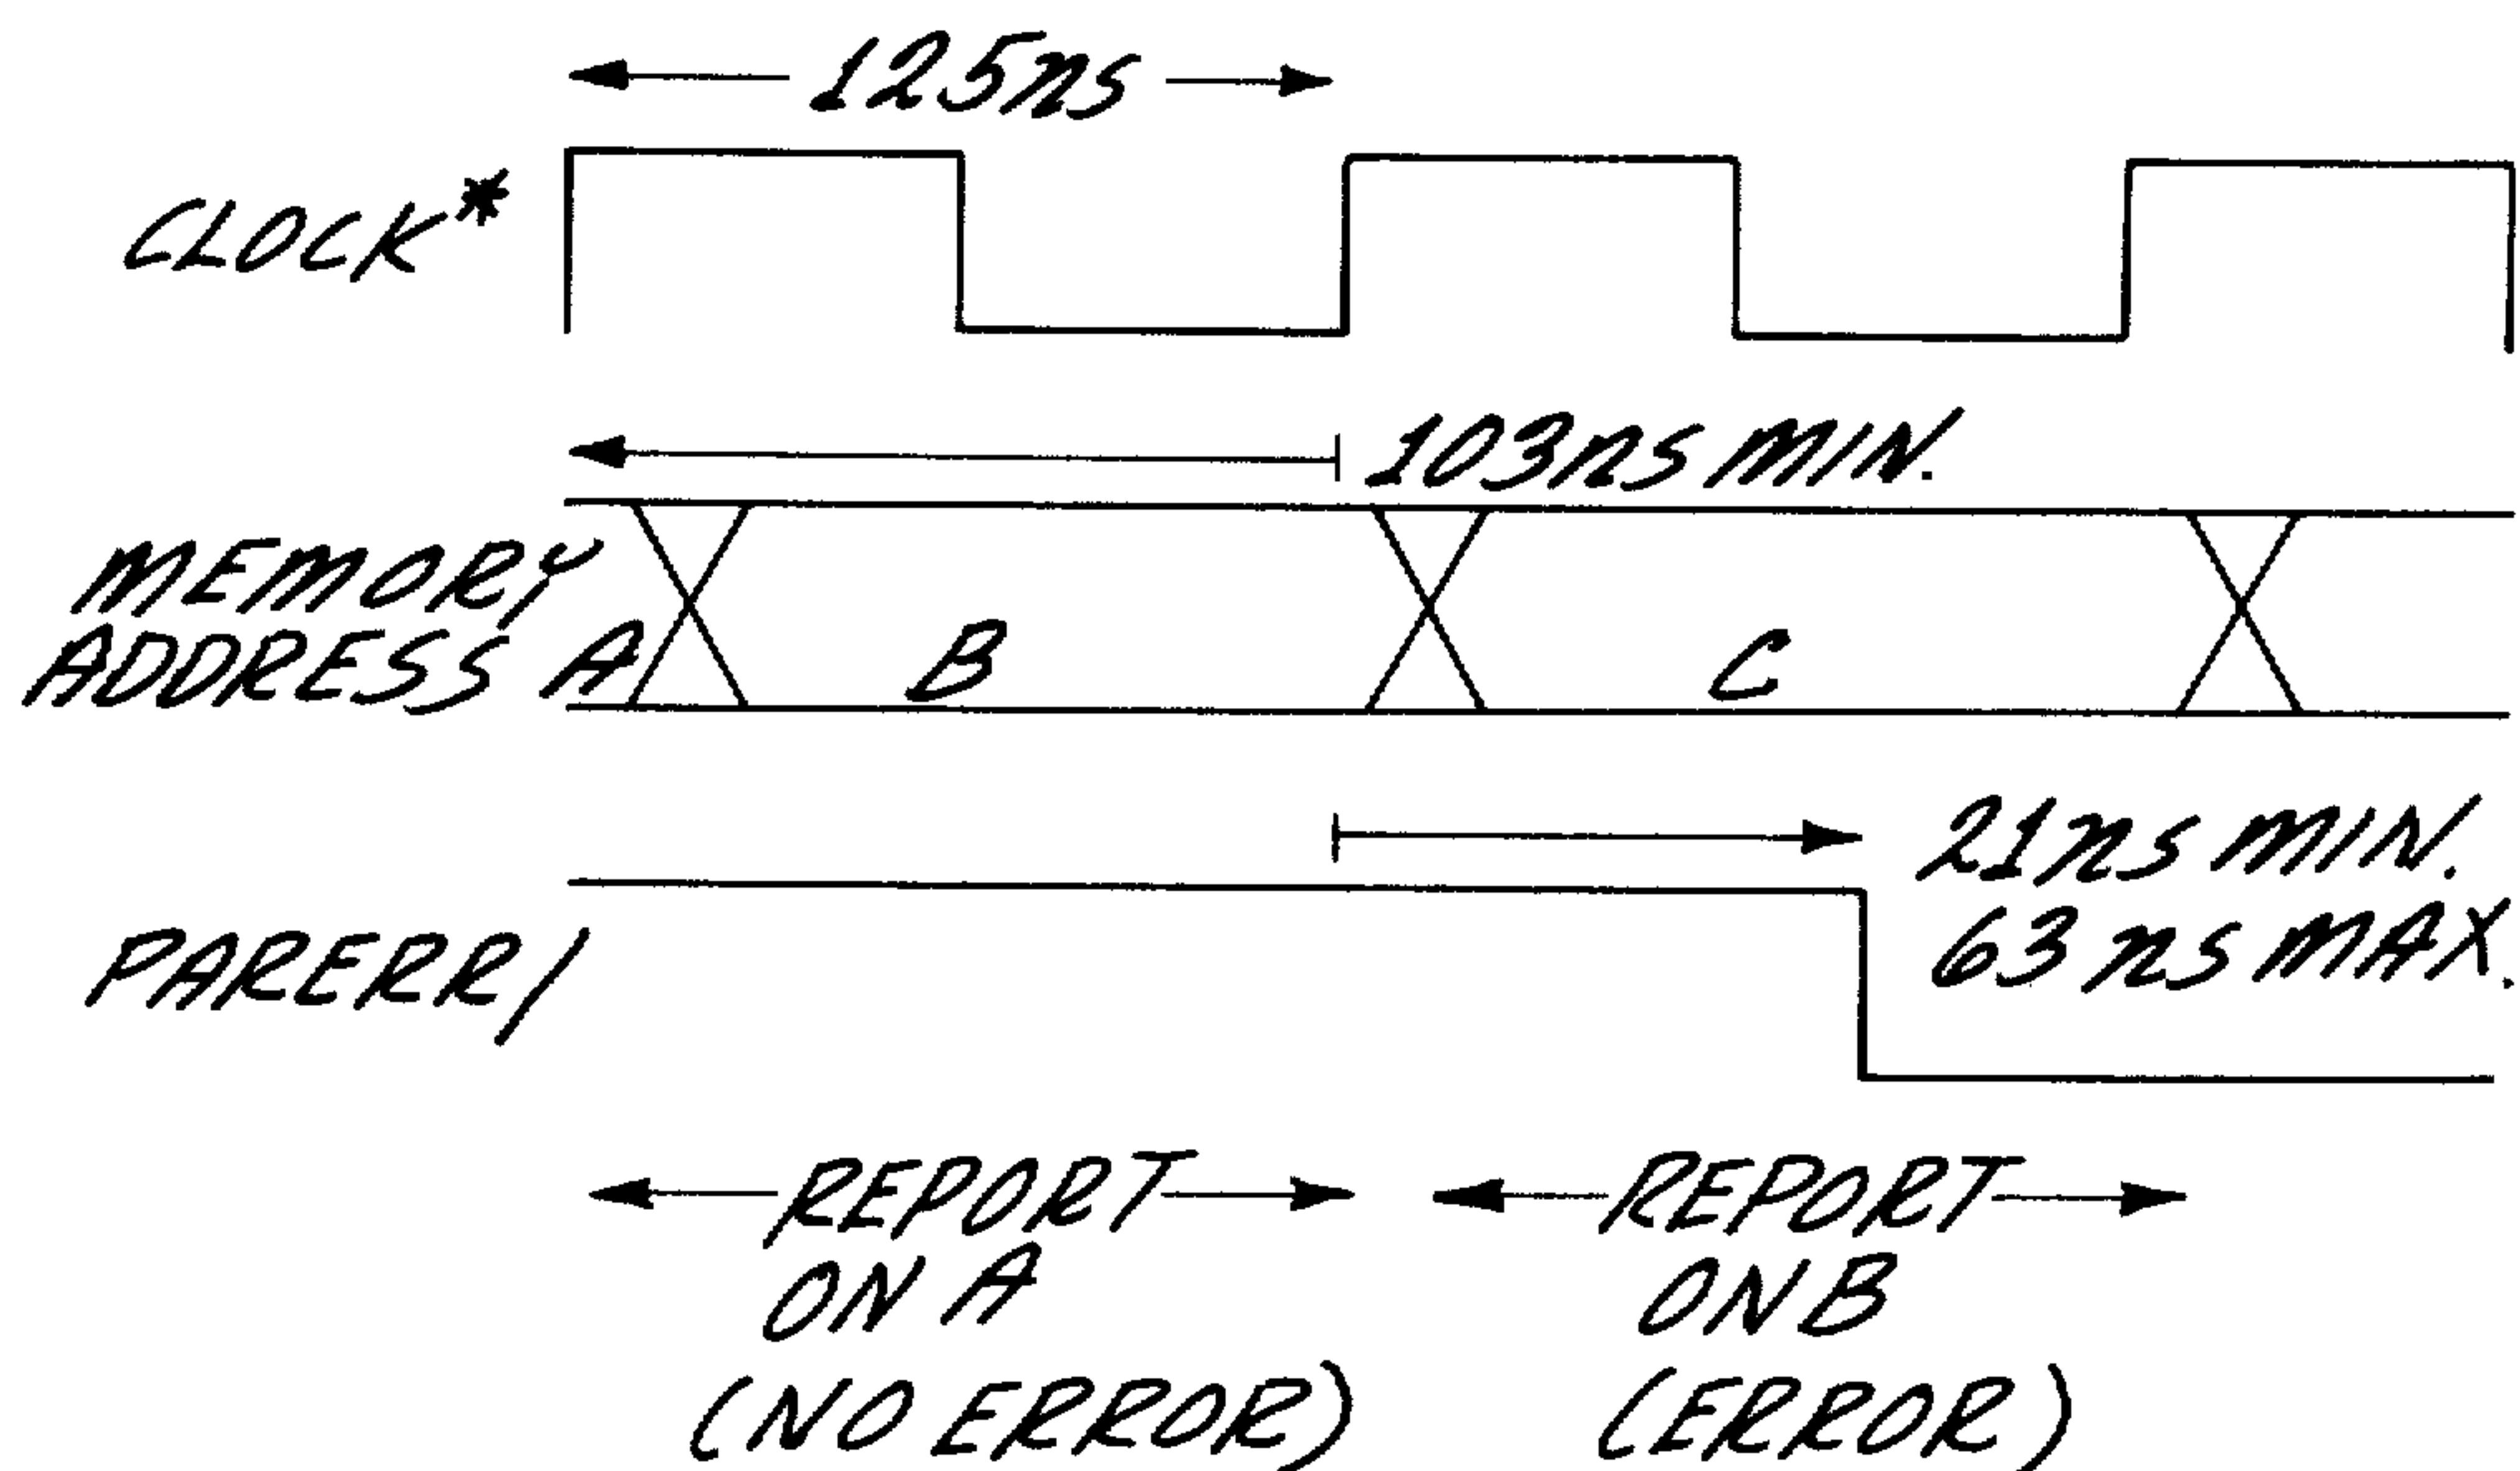 125ns
CLOCK*
103ns MIN.
MEMORY
ADDRESS A
B
C
21ns MIN.
63ns MAX.
PARERR/
REPORT
ON A
(NO ERROR)
REPORT
ON B
(ERROR)